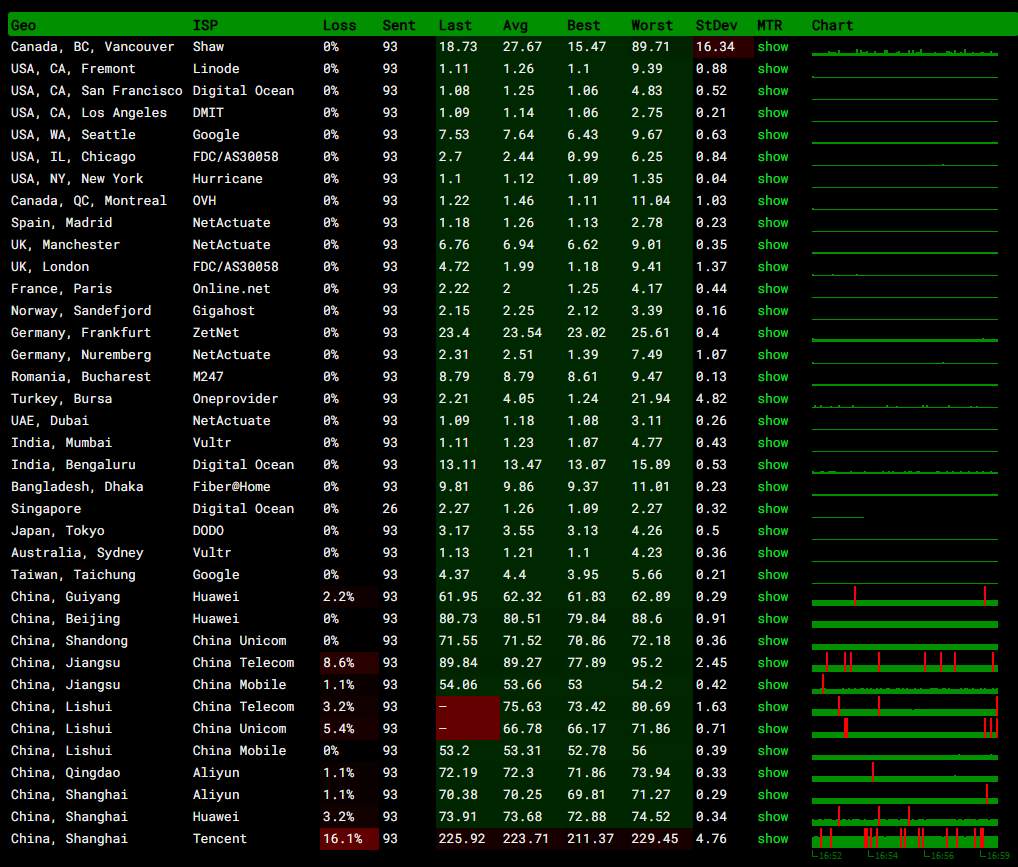 Geo ISP Loss Sent Last Avg Best Worst StDev MTR Chart
Canada, BC, Vancouver Shaw 0% 93 18.73 27.67 15.47 89.71 16.34 show
USA, CA, Fremont Linode 0% 93 1.11 1.26 1.1 9.39 0.88 show
USA, CA, San Francisco Digital Ocean 0% 93 1.08 1.25 1.06 4.83 0.52 show
USA, CA, Los Angeles DMIT 0% 93 1.09 1.14 1.06 2.75 0.21 show
USA, WA, Seattle Google 0% 93 7.53 7.64 6.43 9.67 0.63 show
USA, IL, Chicago FDC/AS30058 0% 93 2.7 2.44 0.99 6.25 0.84 show
USA, NY, New York Hurricane 0% 93 1.1 1.12 1.09 1.35 0.04 show
Canada, QC, Montreal OVH 0% 93 1.22 1.46 1.11 11.04 1.03 show
Spain, Madrid NetActuate 0% 93 1.18 1.26 1.13 2.78 0.23 show
UK, Manchester NetActuate 0% 93 6.76 6.94 6.62 9.01 0.35 show
UK, London FDC/AS30058 0% 93 4.72 1.99 1.18 9.41 1.37 show
France, Paris Online.net 0% 93 2.22 2 1.25 4.17 0.44 show
Norway, Sandefjord Gigahost 0% 93 2.15 2.25 2.12 3.39 0.16 show
Germany, Frankfurt ZetNet 0% 93 23.4 23.54 23.02 25.61 0.4 show
Germany, Nuremberg NetActuate 0% 93 2.31 2.51 1.39 7.49 1.07 show
Romania, Bucharest M247 0% 93 8.79 8.79 8.61 9.47 0.13 show
Turkey, Bursa Oneprovider 0% 93 2.21 4.05 1.24 21.94 4.82 show
UAE, Dubai NetActuate 0% 93 1.09 1.18 1.08 3.11 0.26 show
India, Mumbai Vultr 0% 93 1.11 1.23 1.07 4.77 0.43 show
India, Bengaluru Digital Ocean 0% 93 13.11 13.47 13.07 15.89 0.53 show
Bangladesh, Dhaka Fiber@Home 0% 93 9.81 9.86 9.37 11.01 0.23 show
Singapore Digital Ocean 0% 26 2.27 1.26 1.09 2.27 0.32 show
Japan, Tokyo DODO 0% 93 3.17 3.55 3.13 4.26 0.5 show
Australia, Sydney Vultr 0% 93 1.13 1.21 1.1 4.23 0.36 show
Taiwan, Taichung Google 0% 93 4.37 4.4 3.95 5.66 0.21 show
China, Guiyang Huawei 2.2% 93 61.95 62.32 61.83 62.89 0.29 show
China, Beijing Huawei 0% 93 80.73 80.51 79.84 88.6 0.91 show
China, Shandong China Unicom 0% 93 71.55 71.52 70.86 72.18 0.36 show
China, Jiangsu China Telecom 8.6% 93 89.84 89.27 77.89 95.2 2.45 show
China, Jiangsu China Mobile 1.1% 93 54.06 53.66 53 54.2 0.42 show
China, Lishui China Telecom 3.2% 93 – 75.63 73.42 80.69 1.63 show
China, Lishui China Unicom 5.4% 93 – 66.78 66.17 71.86 0.71 show
China, Lishui China Mobile 0% 93 53.2 53.31 52.78 56 0.39 show
China, Qingdao Aliyun 1.1% 93 72.19 72.3 71.86 73.94 0.33 show
China, Shanghai Aliyun 1.1% 93 70.38 70.25 69.81 71.27 0.29 show
China, Shanghai Huawei 3.2% 93 73.91 73.68 72.88 74.52 0.34 show
China, Shanghai Tencent 16.1% 93 225.92 223.71 211.37 229.45 4.76 show
16:52 16:54 16:56 16:59